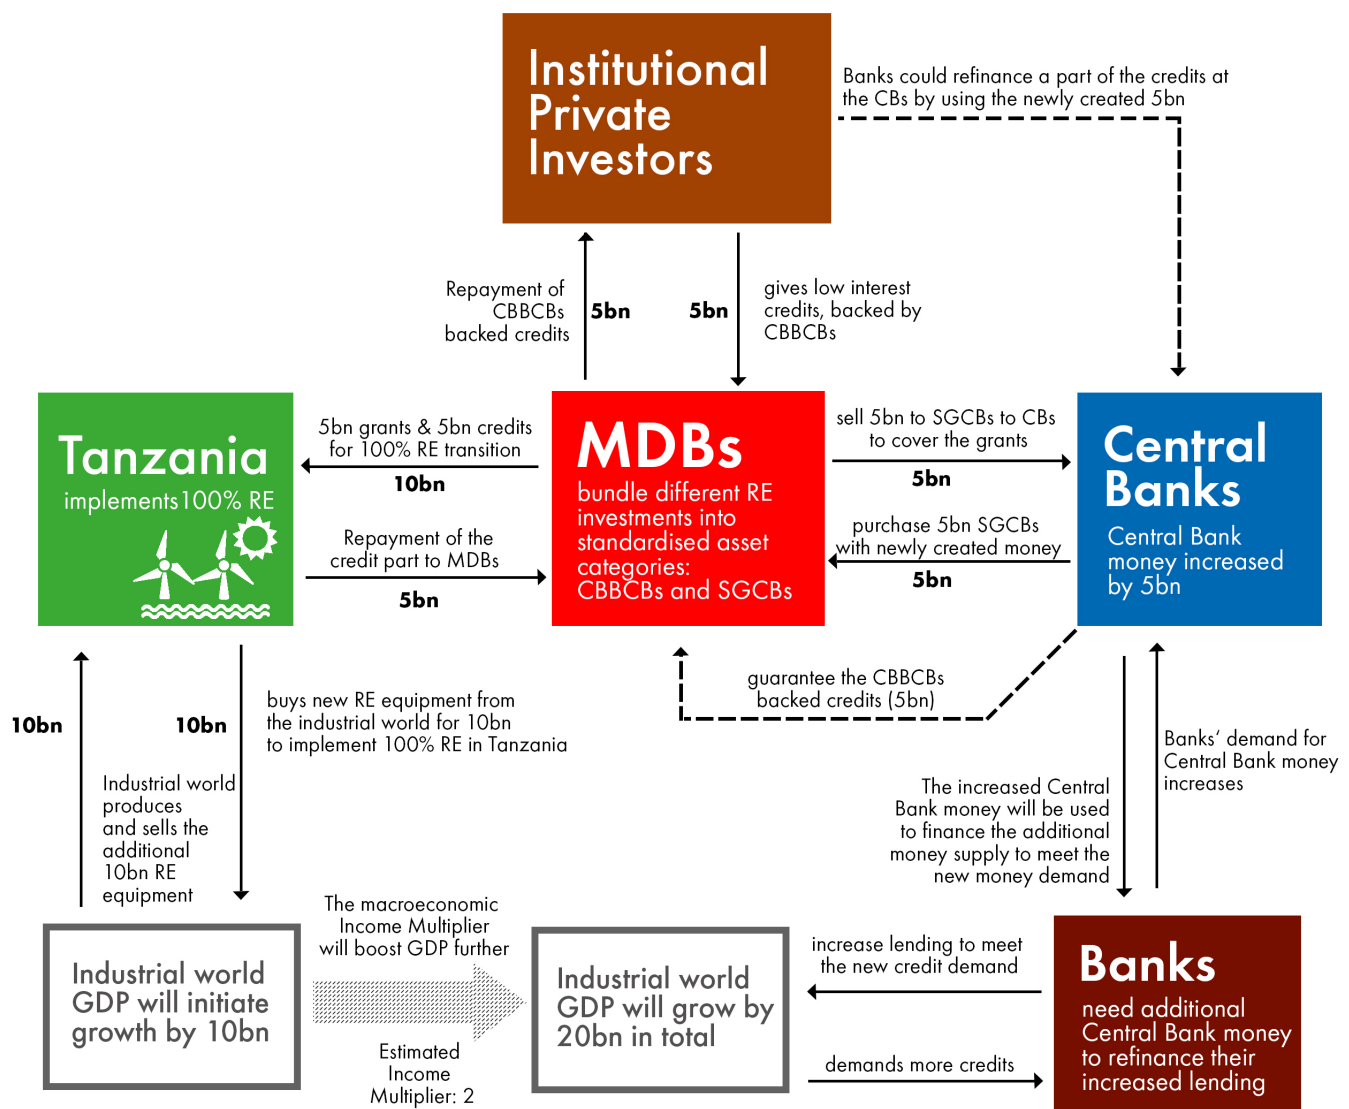 Institutional
Private
Investors
Banks could refinance a part of the credits at
the CBs by using the newly created 5bn
Repayment of
CBBCBs
backed credits
5bn
5bn
gives low interest
credits, backed by
CBBCBs
Tanzania
implements100% RE
5bn grants & 5bn credits
for 100% RE transition
10bn
Repayment of the
credit part to MDBs
5bn
MDBs
bundle different RE
investments into
standardised asset
categories:
CBBCBs and SGCBs
sell 5bn to SGCBs to CBs
to cover the grants
5bn
purchase 5bn SGCBs
with newly created money
5bn
Central
Banks
Central Bank
money increased
by 5bn
guarantee the CBBCBs
backed credits (5bn)
10bn
10bn
buys new RE equipment from
the industrial world for 10bn
to implement 100% RE in Tanzania
Industrial world
produces
and sells the
additional
10bn RE
equipment
The increased Central
Bank money will be used
to finance the additional
money supply to meet the
new money demand
Banks‘ demand for
Central Bank money
increases
Industrial world
GDP will initiate
growth by 10bn
The macroeconomic
Income Multiplier
will boost GDP further
Estimated
Income
Multiplier: 2
Industrial world
GDP will grow by
20bn in total
increase lending to meet
the new credit demand
demands more credits
Banks
need additional
Central Bank money
to refinance their
increased lending